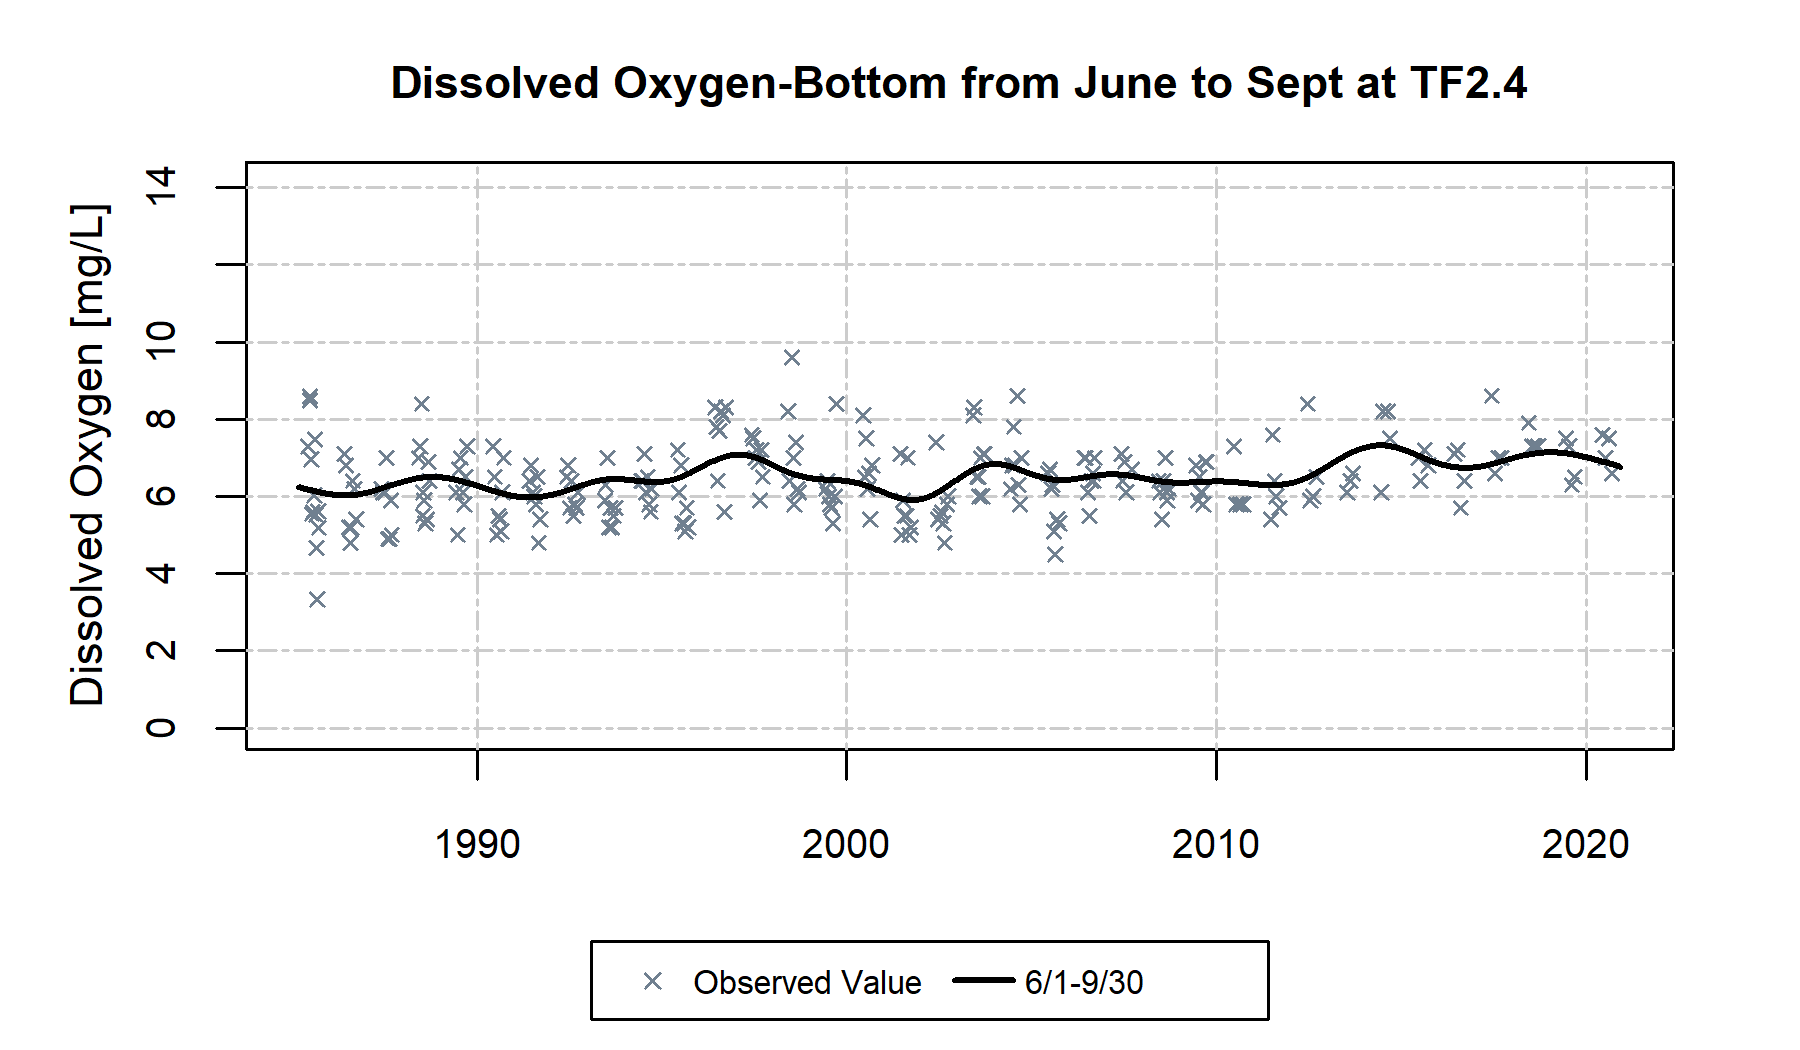 Dissolved Oxygen-Bottom from June to Sept at TF2.4
Dissolved Oxygen [mg/L]
14
10
8
6
4
2
0
1990 2000 2010 2020
Observed Value 6/1-9/30